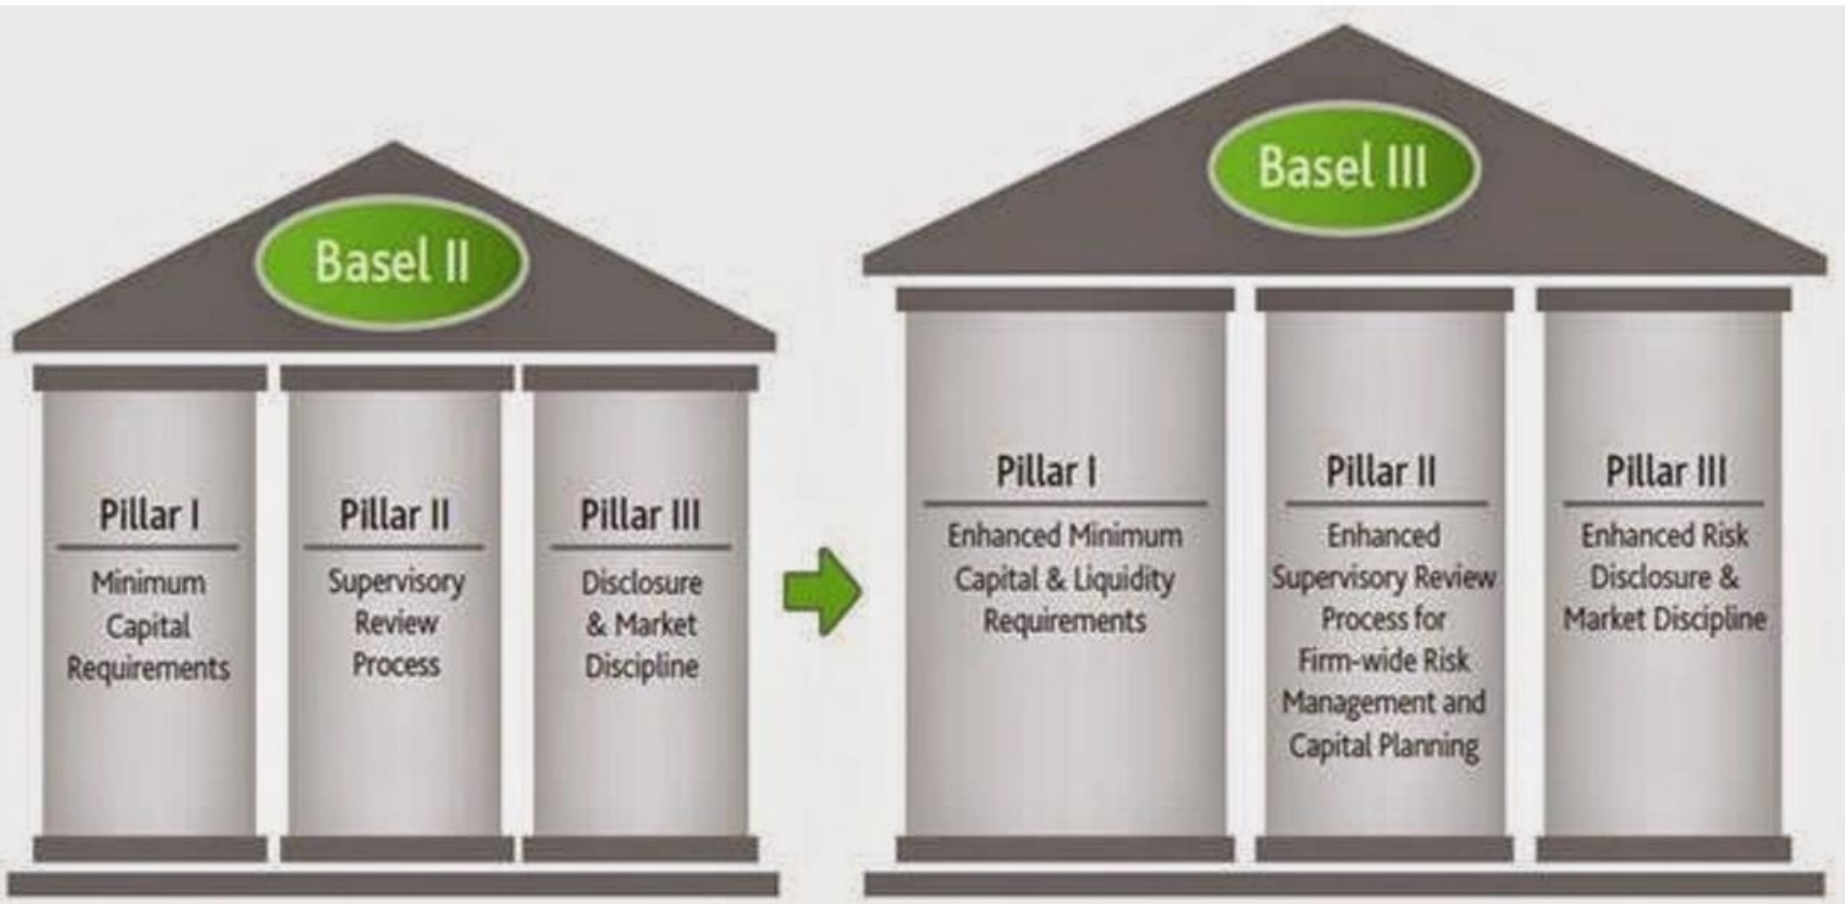 Basel II
Pillar I
Minimum
Capital
Requirements
Pillar II
Supervisory
Review
Process
Pillar III
Disclosure
& Market
Discipline
Basel III
Pillar I
Enhanced Minimum
Capital & Liquidity
Requirements
Pillar II
Enhanced
Supervisory Review
Process for
Firm-wide Risk
Management and
Capital Planning
Pillar III
Enhanced Risk
Disclosure &
Market Discipline